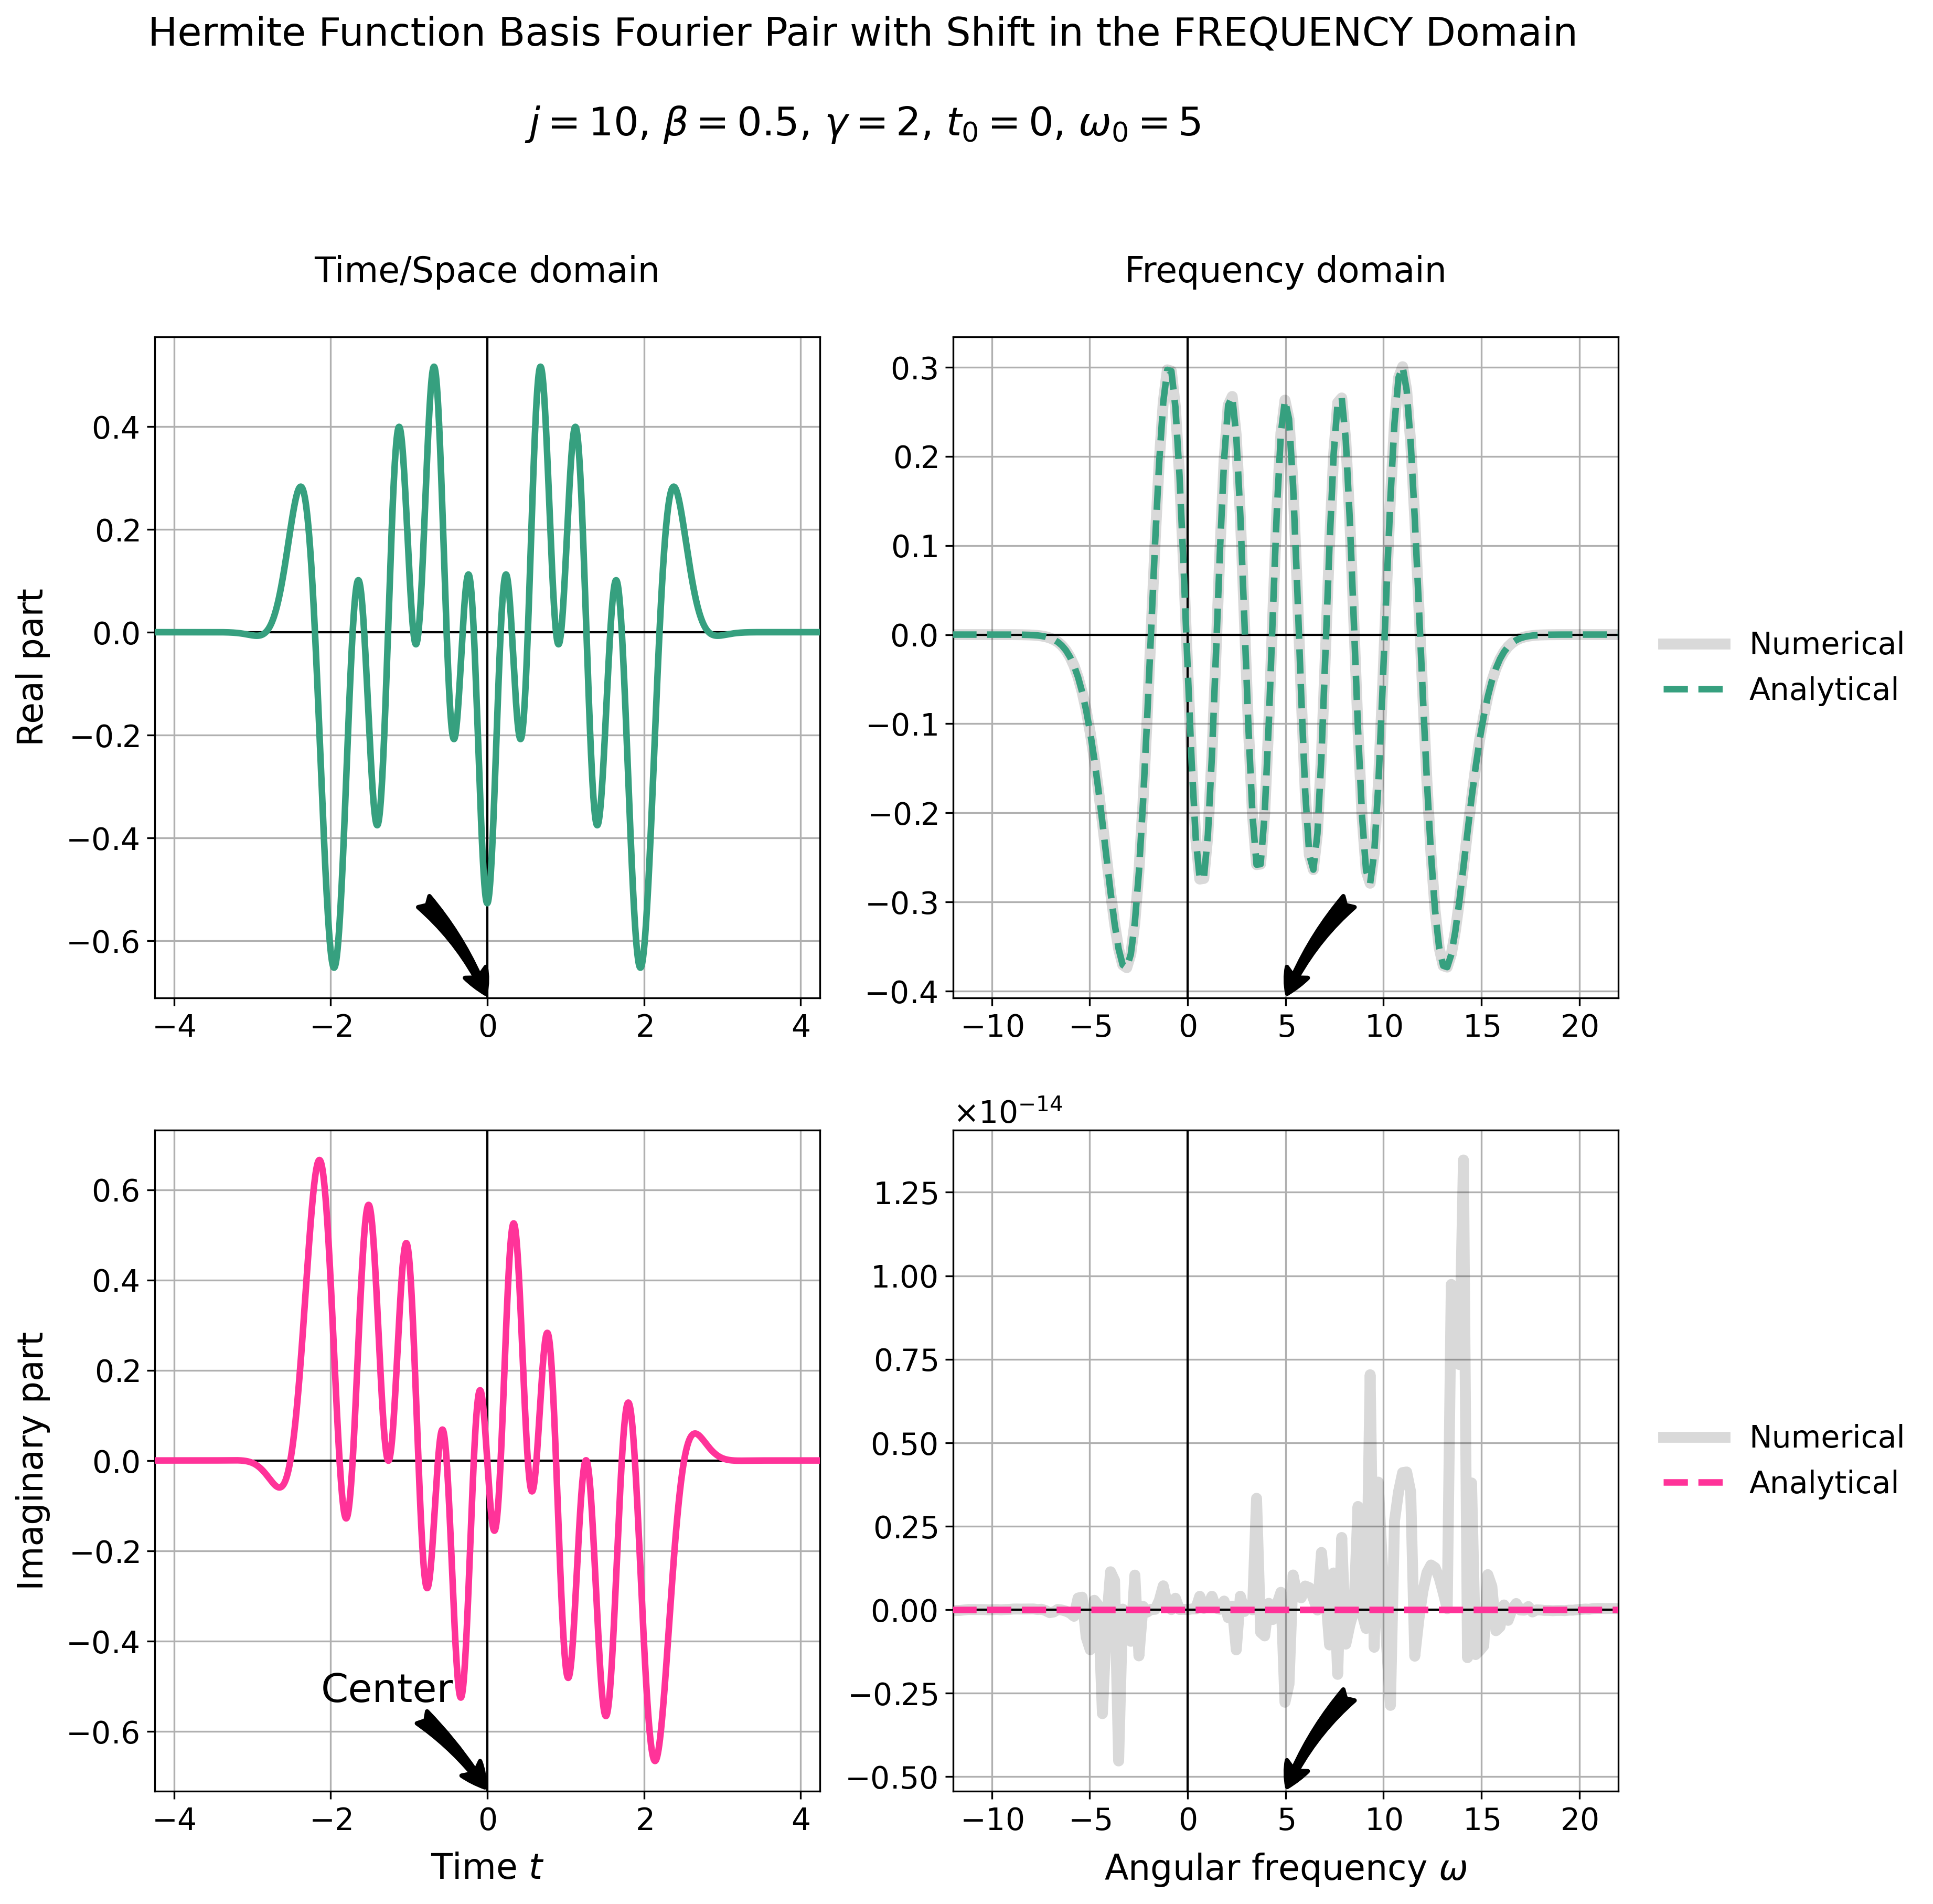 Hermite Function Basis Fourier Pair with Shift in the FREQUENCY Domain
j = 10, β = 0.5, γ = 2, t₀ = 0, ω₀ = 5
Time/Space domain
Frequency domain
Real part
0.4
0.2
0.0
−0.2
−0.4
−0.6
−4 −2 0 2 4
0.3
0.2
0.1
0.0
−0.1
−0.2
−0.3
−0.4
−10 −5 0 5 10 15 20
Numerical
Analytical
Imaginary part
0.6
0.4
0.2
0.0
−0.2
−0.4
−0.6
Center
−4 −2 0 2 4
Time t
×10⁻¹⁴
1.25
1.00
0.75
0.50
0.25
0.00
−0.25
−0.50
−10 −5 0 5 10 15 20
Angular frequency ω
Numerical
Analytical